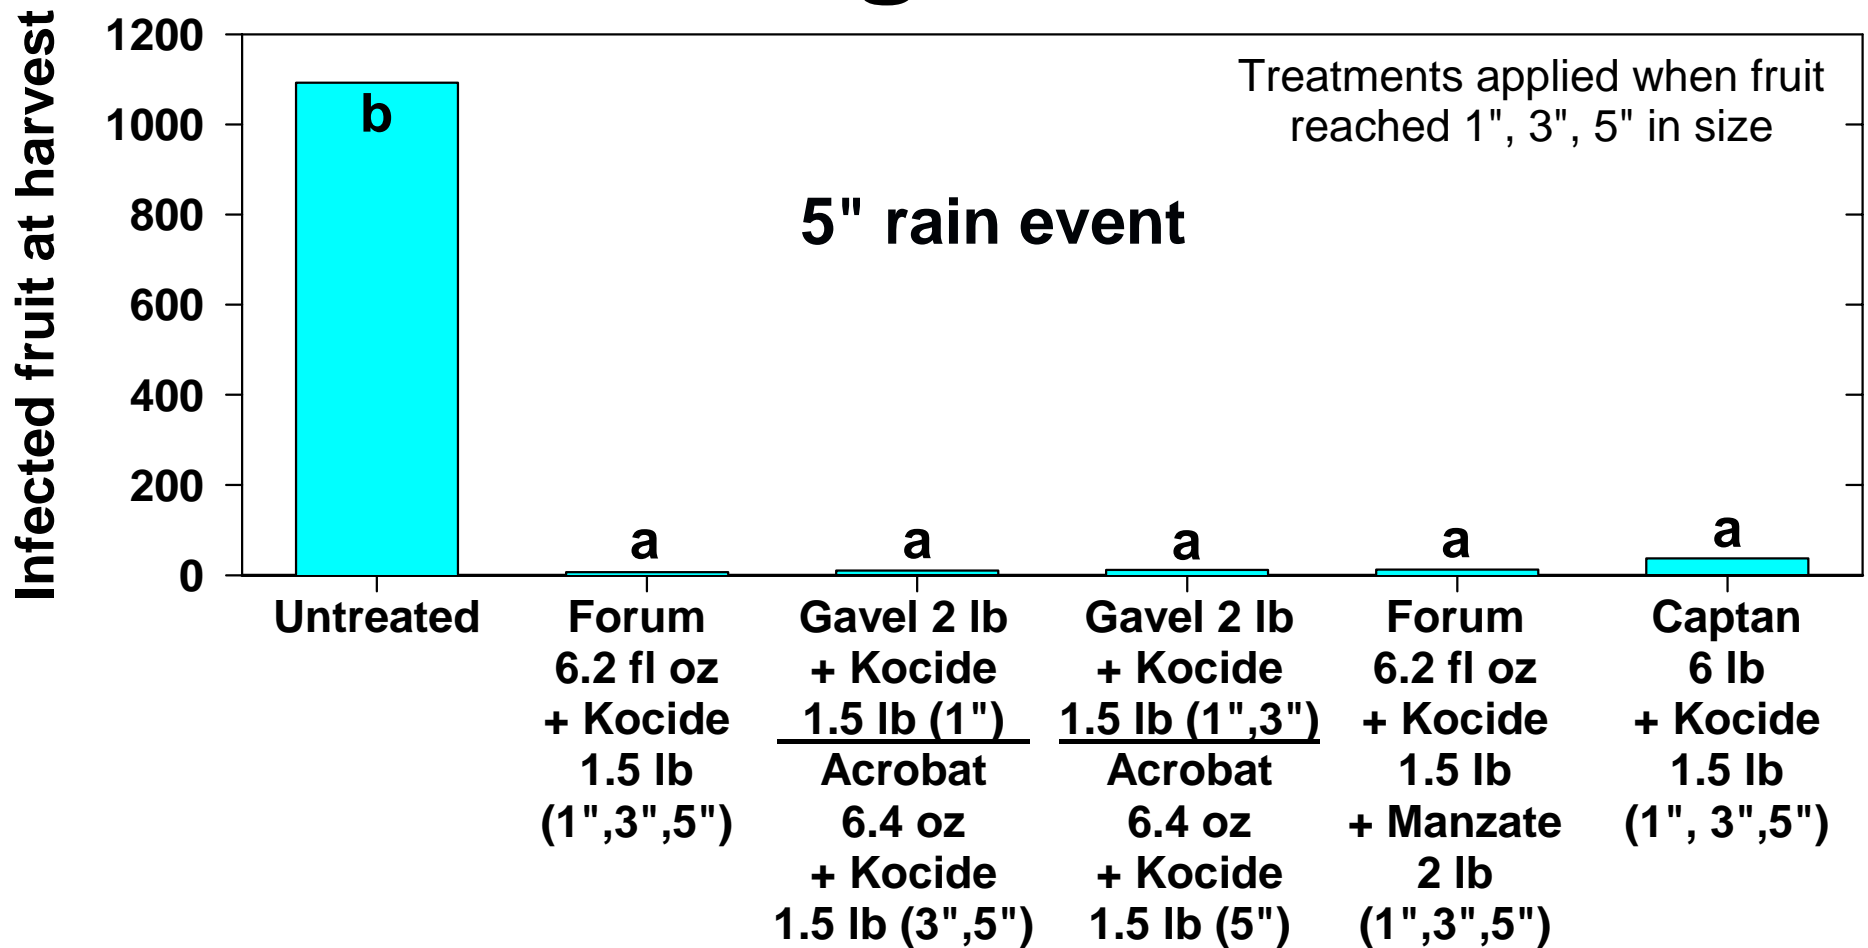 Infected fruit at harvest
1200
1000
800
600
400
200
0
Treatments applied when fruit
reached 1", 3", 5" in size
5" rain event
b
a
a
a
a
a
Untreated
Forum
6.2 fl oz
+ Kocide
1.5 lb
(1",3",5")
Gavel 2 lb
+ Kocide
1.5 lb (1")
Acrobat
6.4 oz
+ Kocide
1.5 lb (3",5")
Gavel 2 lb
+ Kocide
1.5 lb (1",3")
Acrobat
6.4 oz
+ Kocide
1.5 lb (5")
Forum
6.2 fl oz
+ Kocide
1.5 lb
+ Manzate
2 lb
(1",3",5")
Captan
6 lb
+ Kocide
1.5 lb
(1", 3",5")